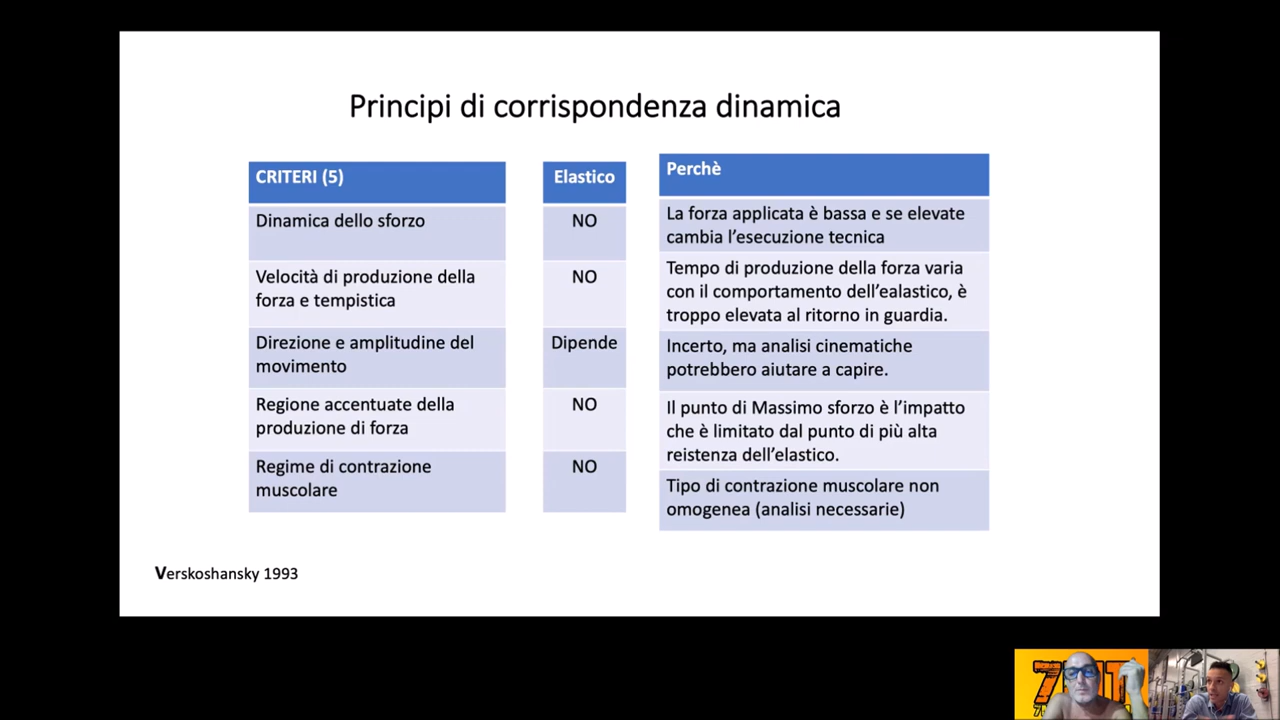 Principi di corrispondenza dinamica
CRITERI (5)
Elastico
Perchè
Dinamica dello sforzo
NO
La forza applicata è bassa e se elevate
cambia l'esecuzione tecnica
Velocità di produzione della
forza e tempistica
NO
Tempo di produzione della forza varia
con il comportamento dell'ealastico, è
troppo elevata al ritorno in guardia.
Direzione e amplitudine del
movimento
Dipende
Incerto, ma analisi cinematiche
potrebbero aiutare a capire.
Regione accentuate della
produzione di forza
NO
Il punto di Massimo sforzo è l'impatto
che è limitato dal punto di più alta
reistenza dell'elastico.
Regime di contrazione
muscolare
NO
Tipo di contrazione muscolare non
omogenea (analisi necessarie)
Verskoshansky 1993